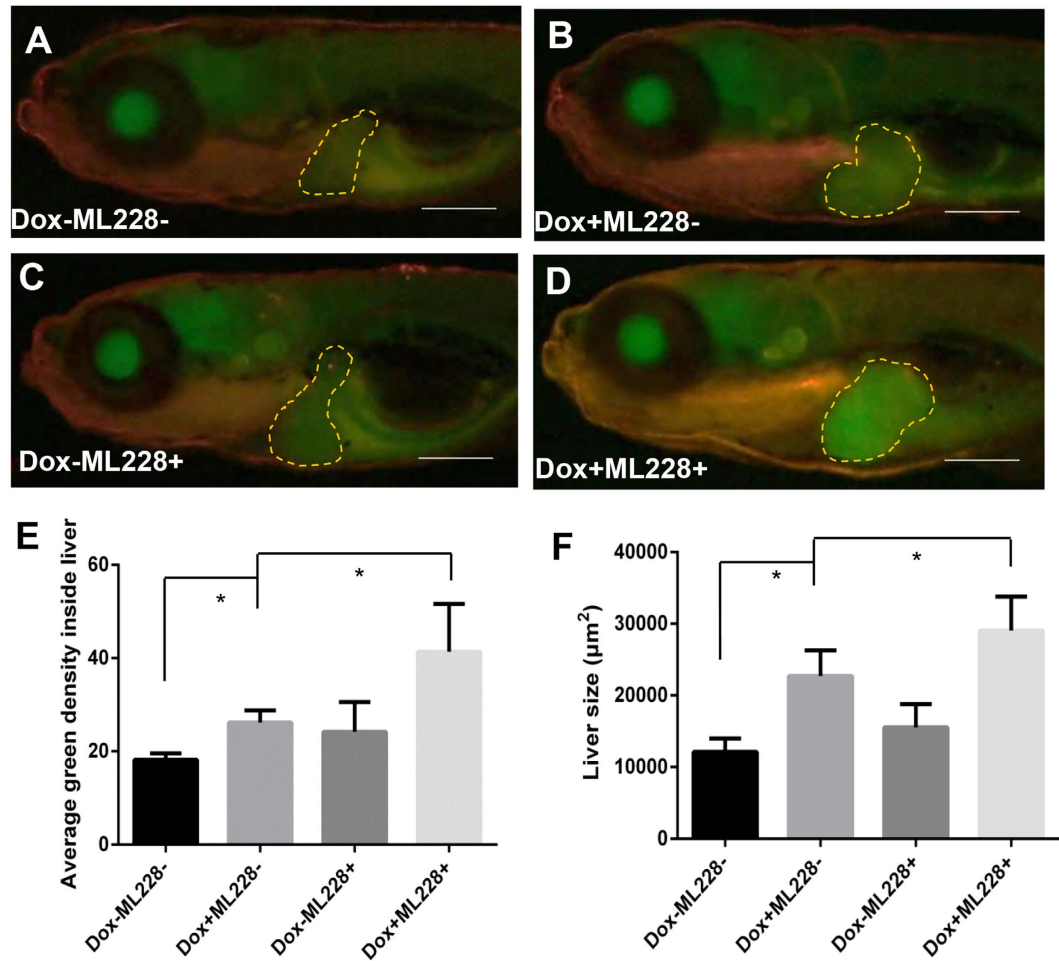 A
Dox-ML228-
B
Dox+ML228-
C
Dox-ML228+
D
Dox+ML228+
E
Average green density inside liver
60
40
20
0
*
*
Dox-ML228-
Dox+ML228-
Dox-ML228+
Dox+ML228+
F
Liver size (µm²)
40000
30000
20000
10000
0
*
*
Dox-ML228-
Dox+ML228-
Dox-ML228+
Dox+ML228+